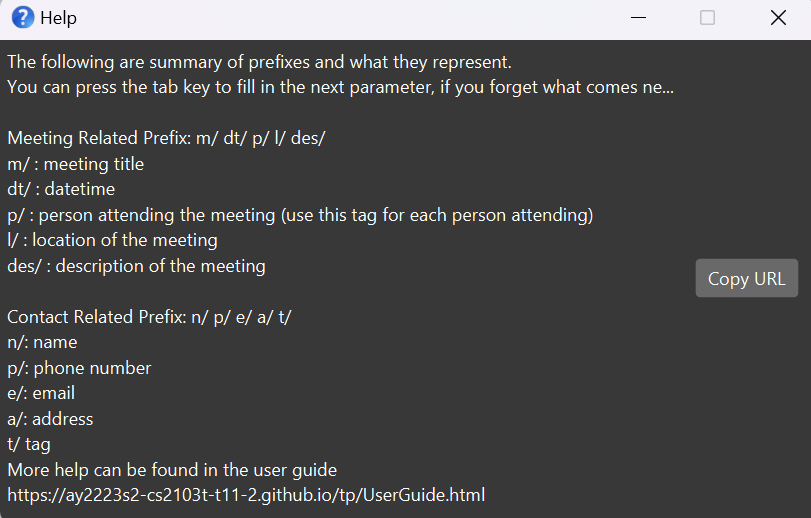 Help
The following are summary of prefixes and what they represent.
You can press the tab key to fill in the next parameter, if you forget what comes ne...
Meeting Related Prefix: m/ dt/ p/ l/ des/
m/ : meeting title
dt/ : datetime
p/ : person attending the meeting (use this tag for each person attending)
l/ : location of the meeting
des/ : description of the meeting
Copy URL
Contact Related Prefix: n/ p/ e/ a/ t/
n/: name
p/: phone number
e/: email
a/: address
t/ tag
More help can be found in the user guide
https://ay2223s2-cs2103t-t11-2.github.io/tp/UserGuide.html